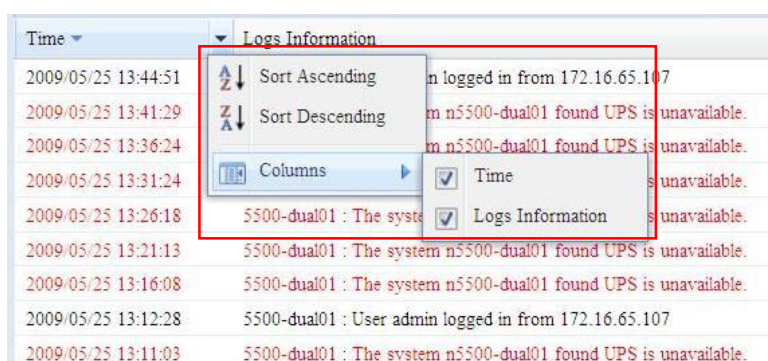 Time Logs Information
2009/05/25 13:44:51 Sort Ascending n logged in from 172.16.65.107
2009/05/25 13:41:29 Sort Descending m n5500-dual01 found UPS is unavailable.
2009/05/25 13:36:24 m n5500-dual01 found UPS is unavailable.
2009/05/25 13:31:24 Columns Time s unavailable.
2009/05/25 13:26:18 5500-dual01 : The syste Logs Information s unavailable.
2009/05/25 13:21:13 5500-dual01 : The system n5500-dual01 found UPS is unavailable.
2009/05/25 13:16:08 5500-dual01 : The system n5500-dual01 found UPS is unavailable.
2009/05/25 13:12:28 5500-dual01 : User admin logged in from 172.16.65.107
2009/05/25 13:11:03 5500-dual01 : The system n5500-dual01 found UPS is unavailable.